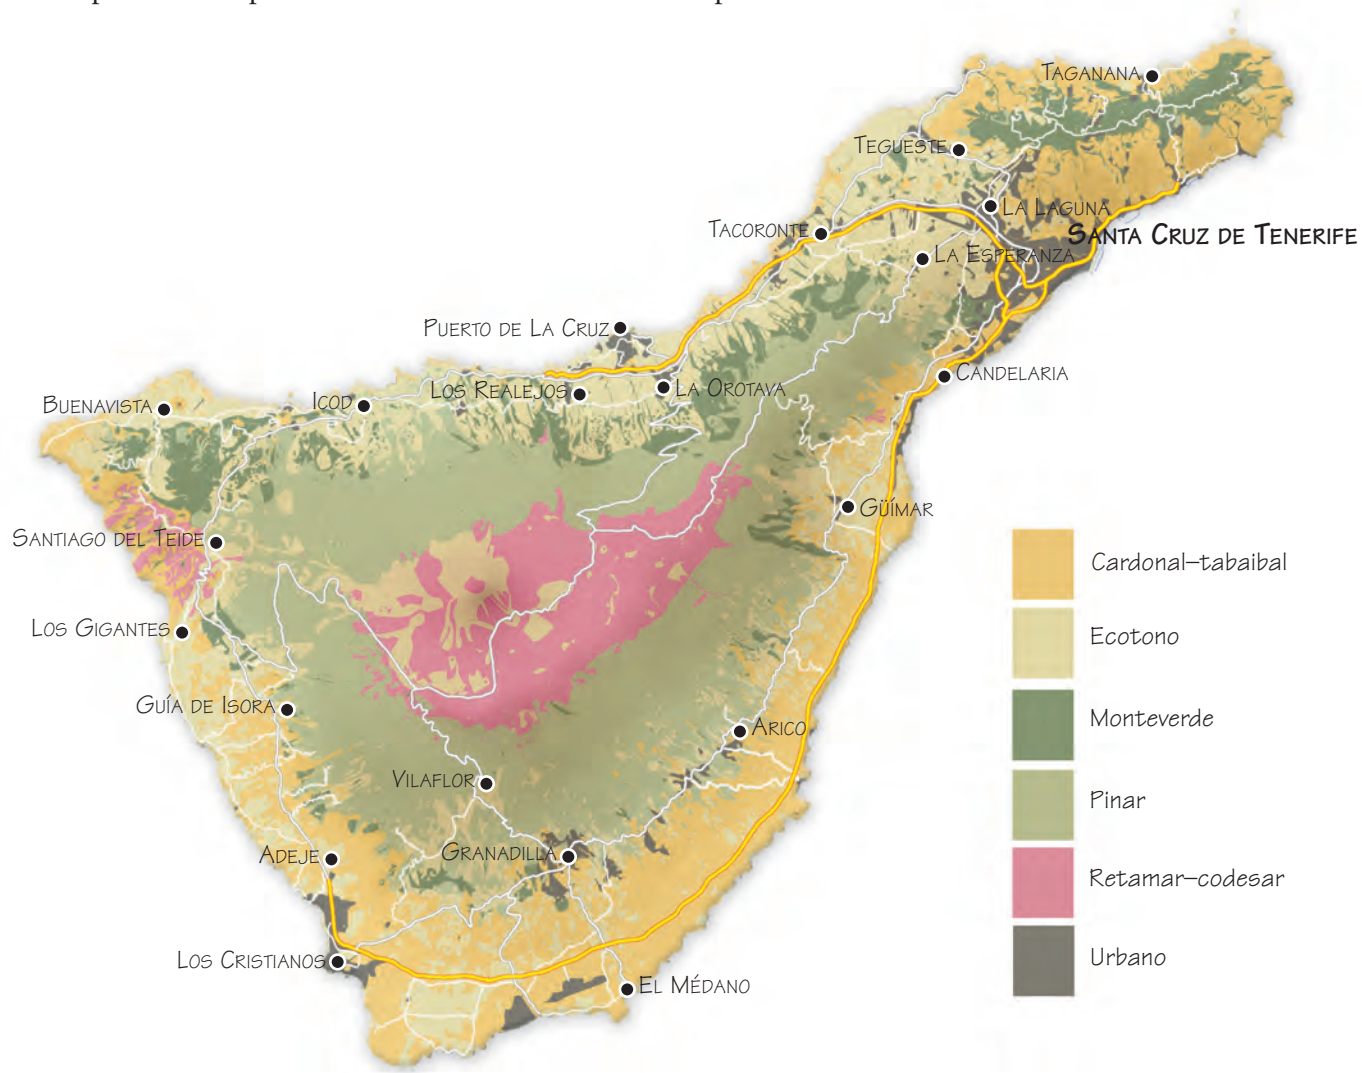 Taganana
Tegueste
La Laguna
Tacoronte
Santa Cruz de Tenerife
La Esperanza
Puerto de La Cruz
Candelaria
Los Realejos
La Orotava
Buenavista
Icod
Güímar
Santiago del Teide
Los Gigantes
Guía de Isora
Arico
Vilaflor
Adeje
Granadilla
Los Cristianos
El Médano
Cardonal–tabaibal
Ecotono
Monteverde
Pinar
Retamar–codesar
Urbano